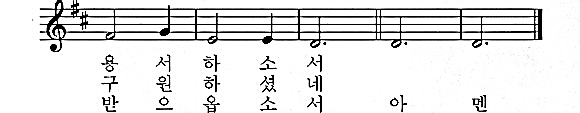 용 서 하 소 서
구 원 하 셨 네
반 으 옵 소 서 아 멘